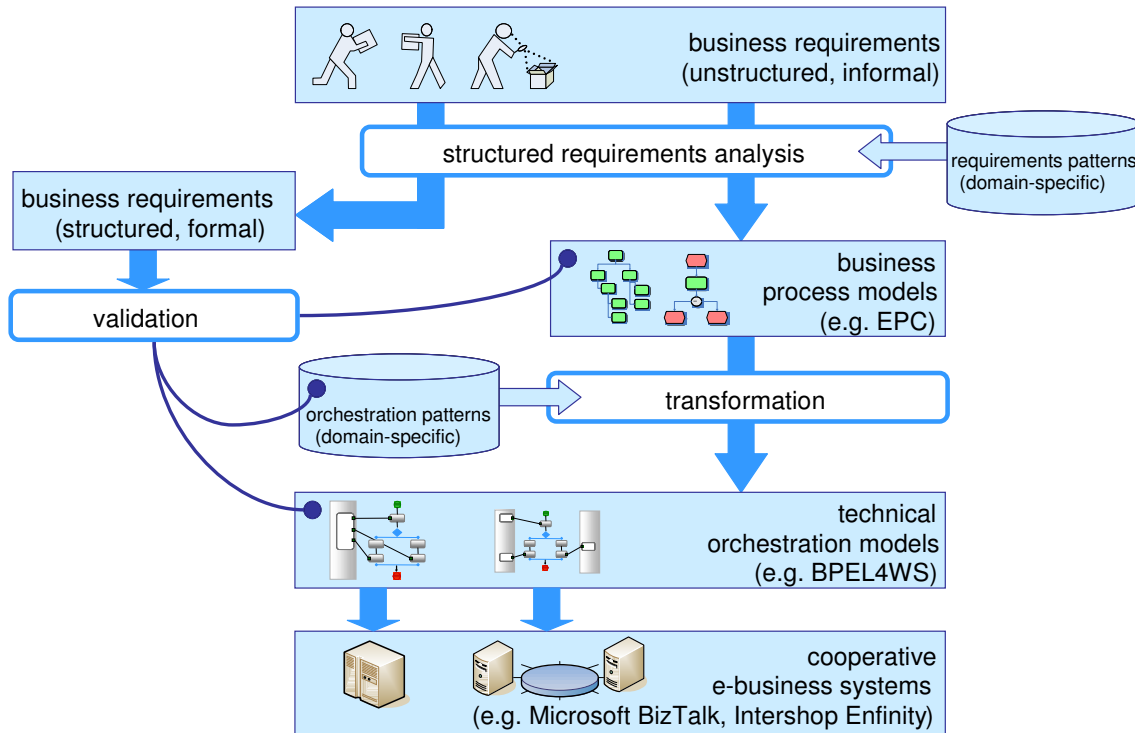 business requirements
(unstructured, informal)
structured requirements analysis
requirements patterns
(domain-specific)
business requirements
(structured, formal)
business
process models
(e.g. EPC)
validation
orchestration patterns
(domain-specific)
transformation
technical
orchestration models
(e.g. BPEL4WS)
cooperative
e-business systems
(e.g. Microsoft BizTalk, Intershop Enfinity)